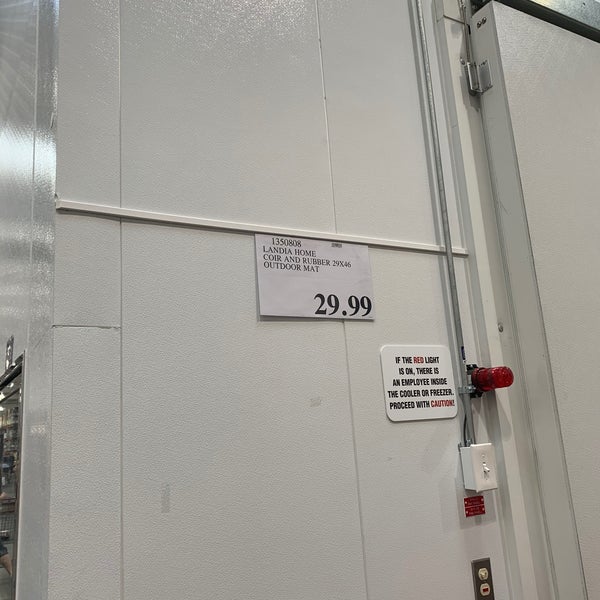 1350808
LANDIA HOME
COIR AND RUBBER 29X46
OUTDOOR MAT
29.99
IF THE RED LIGHT
IS ON, THERE IS
AN EMPLOYEE INSIDE
THE COOLER OR FREEZER.
PROCEED WITH CAUTION!